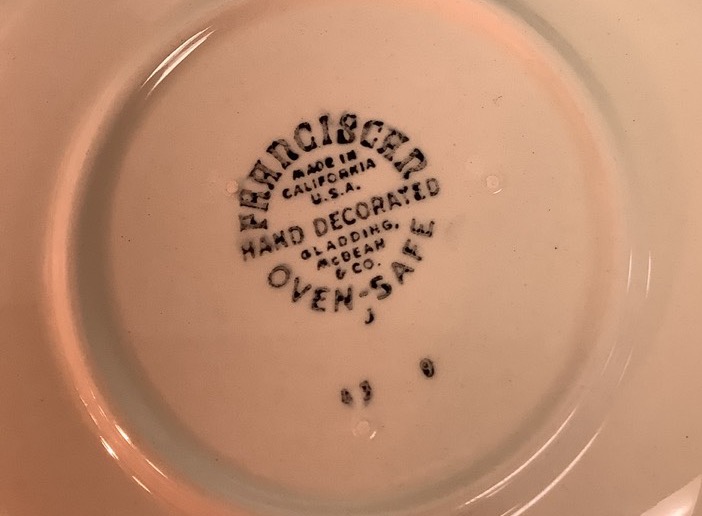 FRANCISCAN
MADE IN
CALIFORNIA
U.S.A.
HAND DECORATED
GLADDING,
McBEAN
& CO.
OVEN-SAFE
J